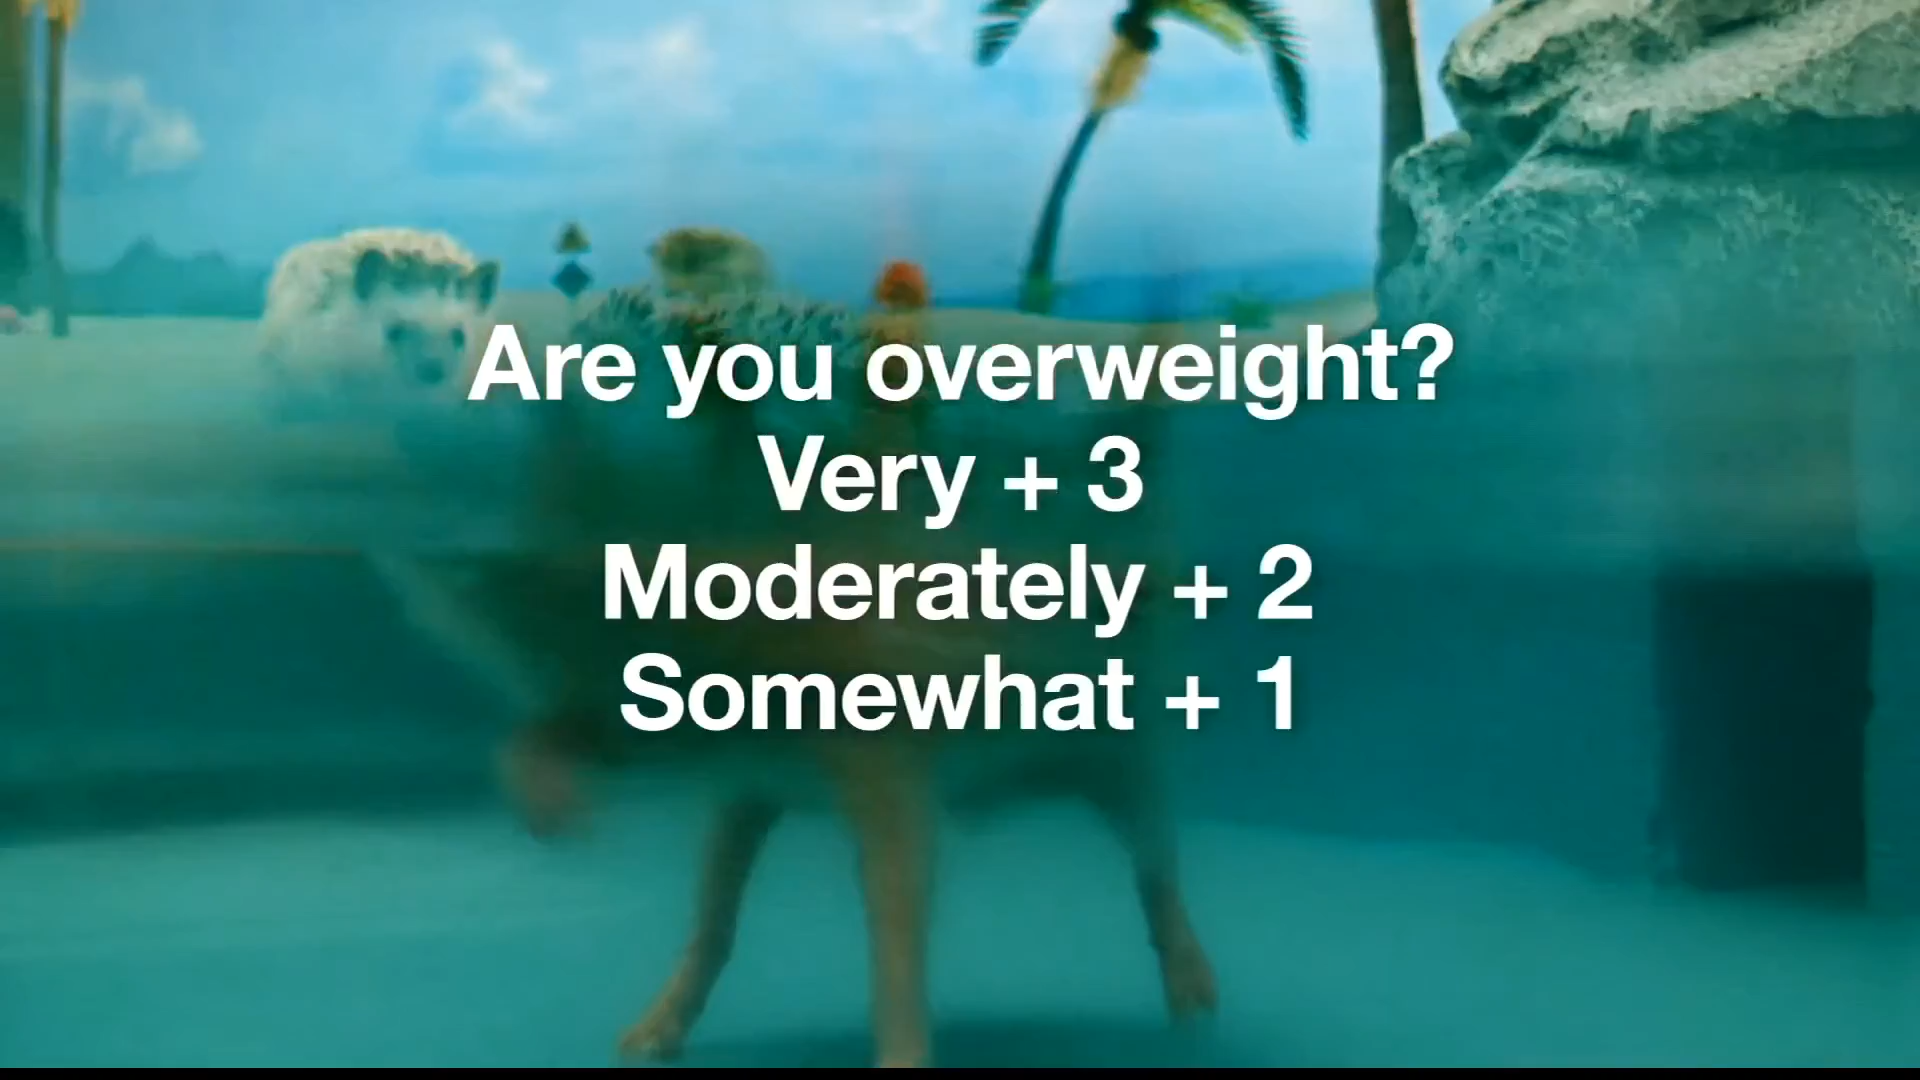 Are you overweight?
Very + 3
Moderately + 2
Somewhat + 1